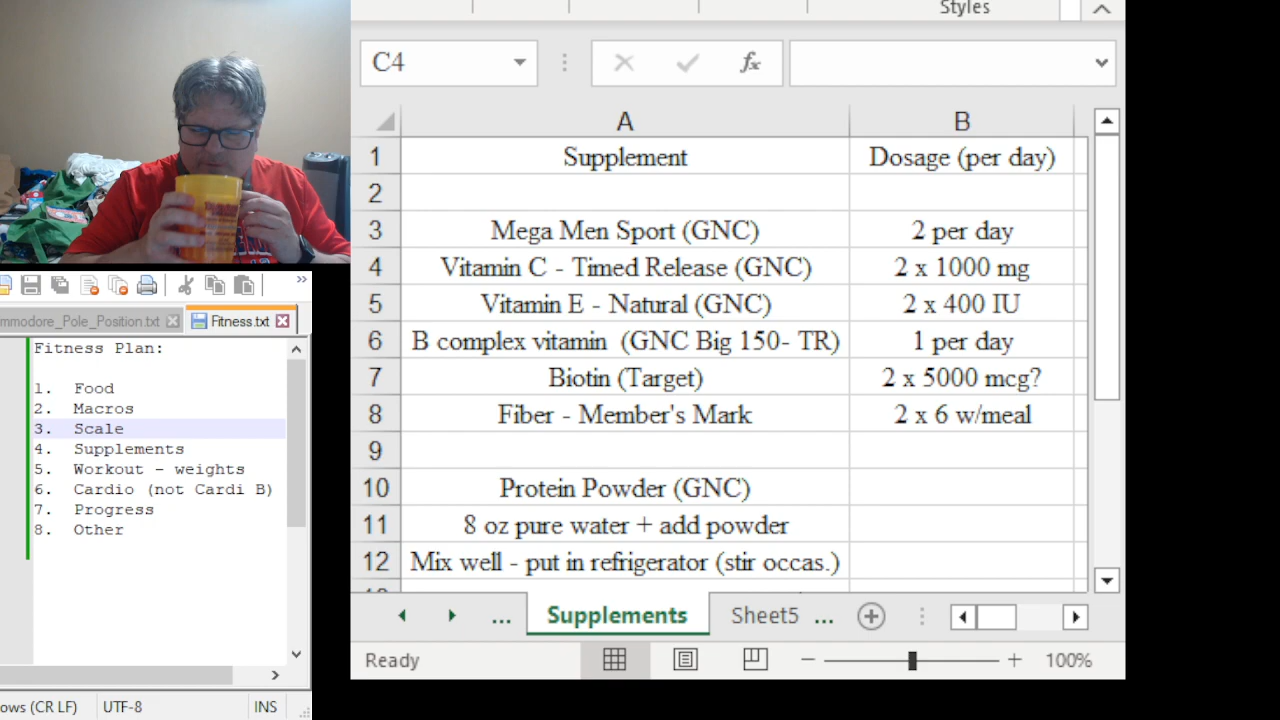 Styles
C4
fx
A B
1 Supplement Dosage (per day)
2
3 Mega Men Sport (GNC) 2 per day
4 Vitamin C - Timed Release (GNC) 2 x 1000 mg
5 Vitamin E - Natural (GNC) 2 x 400 IU
6 B complex vitamin (GNC Big 150- TR) 1 per day
7 Biotin (Target) 2 x 5000 mcg?
8 Fiber - Member's Mark 2 x 6 w/meal
9
10 Protein Powder (GNC)
11 8 oz pure water + add powder
12 Mix well - put in refrigerator (stir occas.)
... Supplements Sheet5 ...
Ready 100%
mmodore_Pole_Position.txt Fitness.txt
Fitness Plan:
1. Food
2. Macros
3. Scale
4. Supplements
5. Workout - weights
6. Cardio (not Cardi B)
7. Progress
8. Other
ows (CR LF) UTF-8 INS